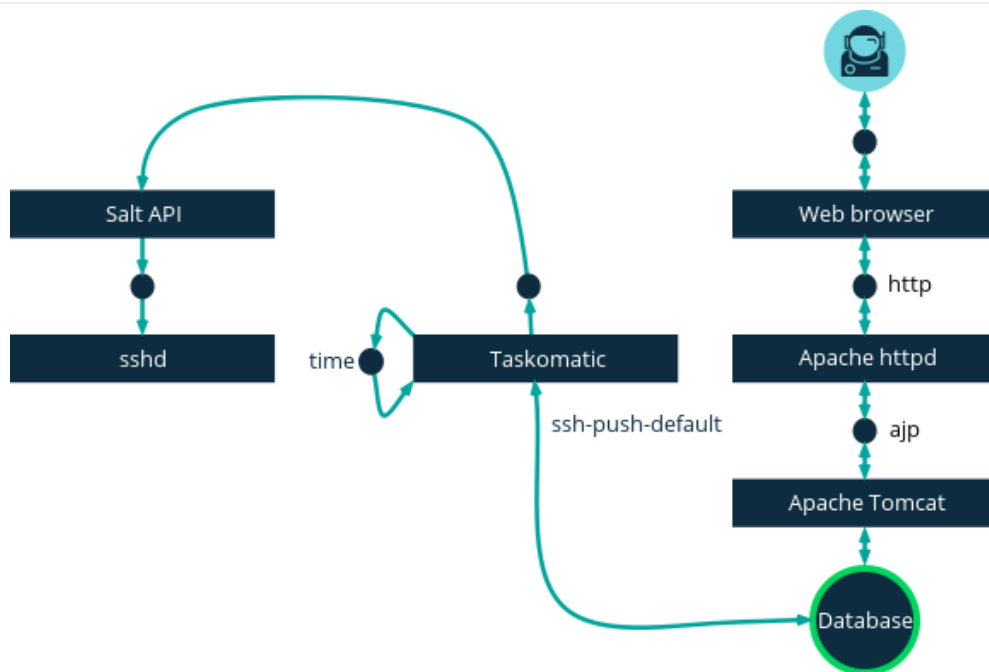 Salt API
Web browser
http
sshd
time
Taskomatic
Apache httpd
ssh-push-default
ajp
Apache Tomcat
Database